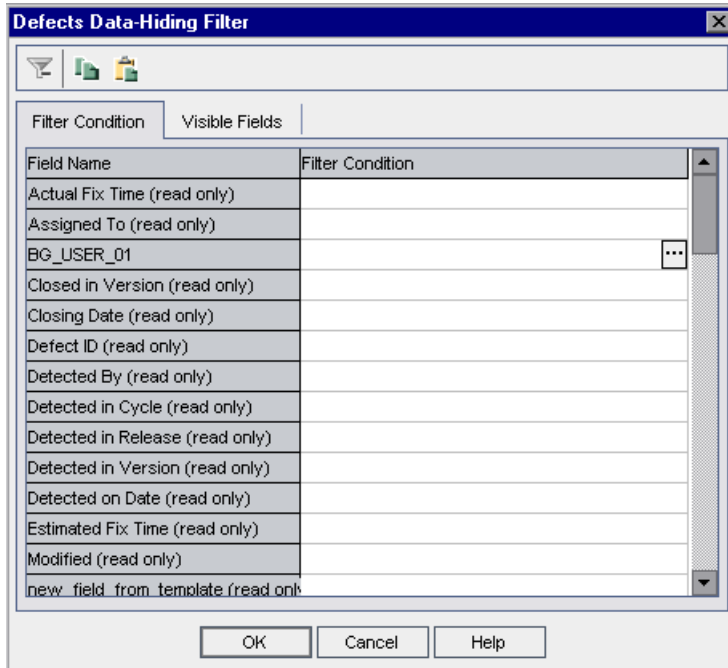 Defects Data-Hiding Filter
Filter Condition Visible Fields
Field Name Filter Condition
Actual Fix Time (read only)
Assigned To (read only)
BG_USER_01 ...
Closed in Version (read only)
Closing Date (read only)
Defect ID (read only)
Detected By (read only)
Detected in Cycle (read only)
Detected in Release (read only)
Detected in Version (read only)
Detected on Date (read only)
Estimated Fix Time (read only)
Modified (read only)
new_field_from_template (read only
OK Cancel Help